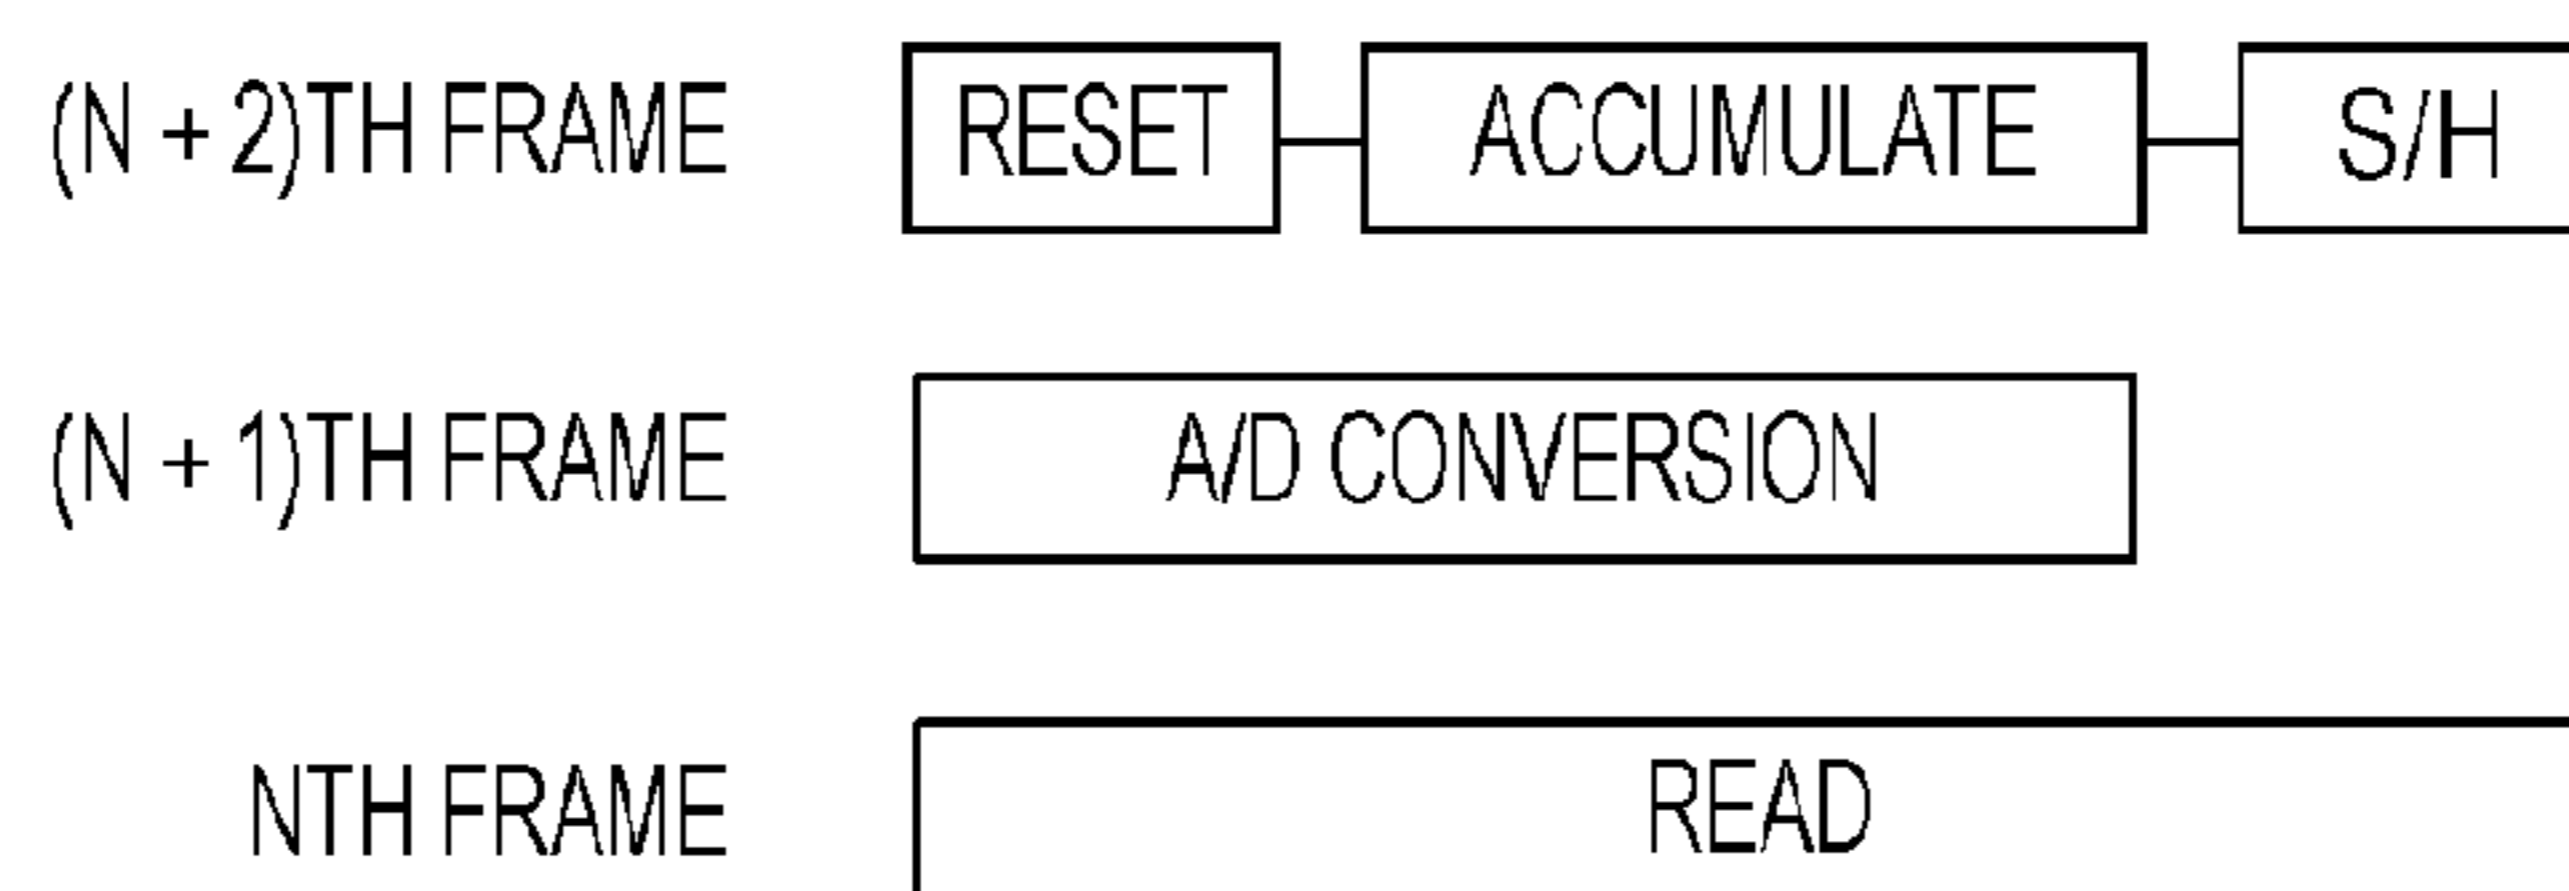 (N + 2)TH FRAME RESET ACCUMULATE S/H
(N + 1)TH FRAME A/D CONVERSION
NTH FRAME READ